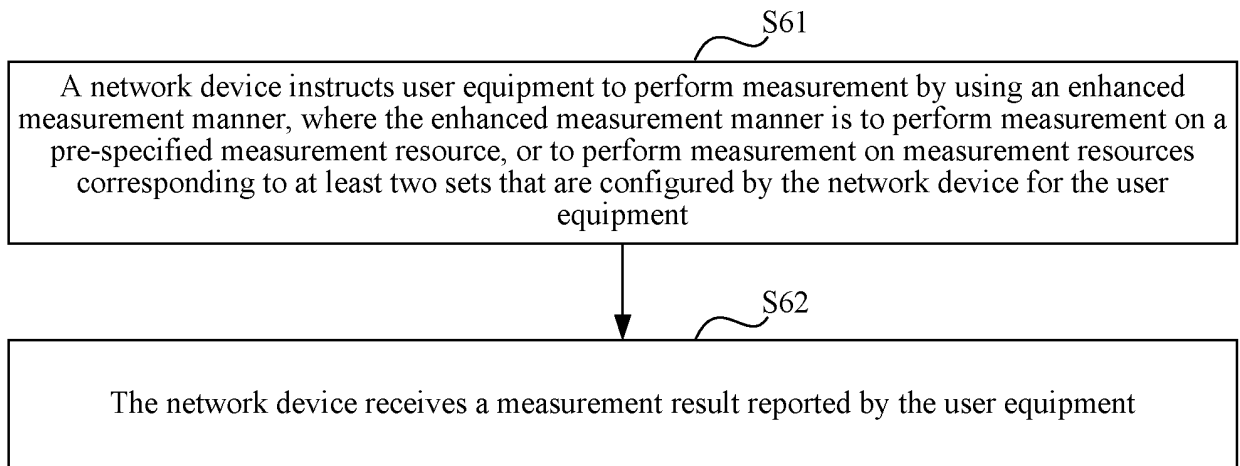 S61
A network device instructs user equipment to perform measurement by using an enhanced
measurement manner, where the enhanced measurement manner is to perform measurement on a
pre-specified measurement resource, or to perform measurement on measurement resources
corresponding to at least two sets that are configured by the network device for the user
equipment
S62
The network device receives a measurement result reported by the user equipment